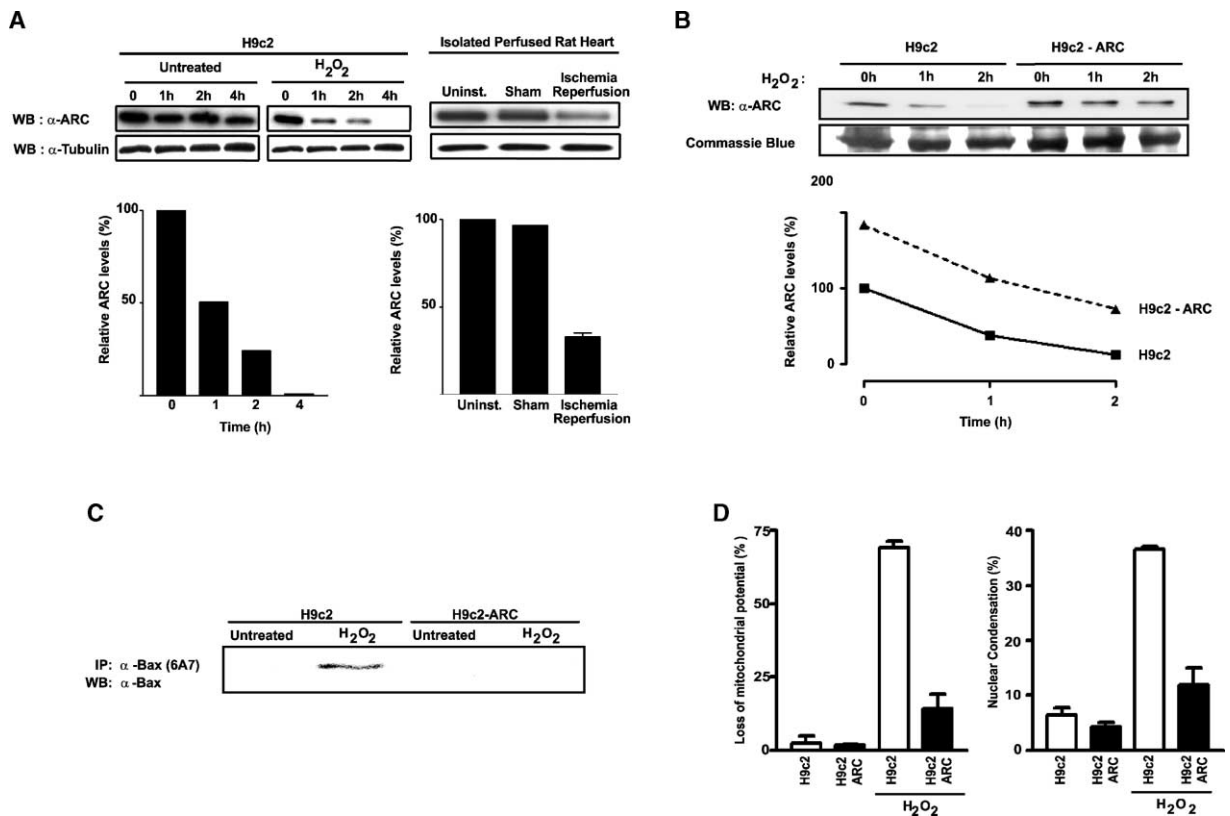 A
H9c2
Isolated Perfused Rat Heart
Untreated
H2O2
Uninst.
Sham
Ischemia
Reperfusion
0 1h 2h 4h
0 1h 2h 4h
WB : α-ARC
WB : α-Tubulin
Relative ARC levels (%)
100
50
0 1 2 4
Time (h)
Relative ARC levels (%)
100
50
Uninst. Sham Ischemia
Reperfusion
B
H9c2
H9c2 - ARC
H2O2 :
0h 1h 2h 0h 1h 2h
WB: α-ARC
Commassie Blue
200
100
0
Relative ARC levels (%)
H9c2 - ARC
H9c2
0 1 2
Time (h)
C
H9c2
H9c2-ARC
Untreated H2O2 Untreated H2O2
IP: α -Bax (6A7)
WB: α -Bax
D
Loss of mitochondrial potential (% )
75
50
25
0
H9c2
H9c2
ARC
H9c2
H9c2
ARC
H2O2
Nuclear Condensation (%)
40
30
20
10
0
H9c2
H9c2
ARC
H9c2
H9c2
ARC
H2O2